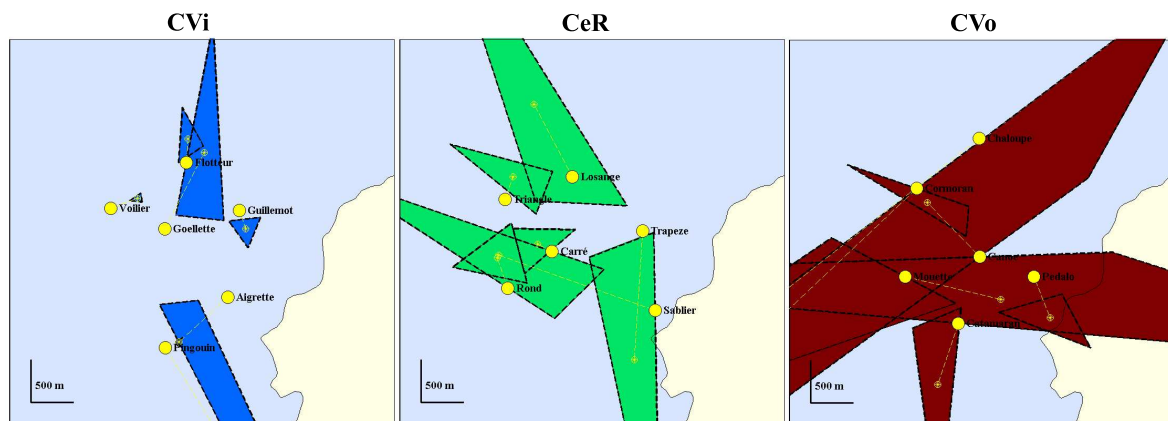 CVi
CeR
CVo
Flotteur
Voilier
Guillemot
Goellette
Aigrette
Pingouin
500 m
Losange
Triangle
Trapeze
Carré
Rond
Sablier
500 m
Chaloupe
Cormoran
Mouette
Pedalo
Catamaran
500 m